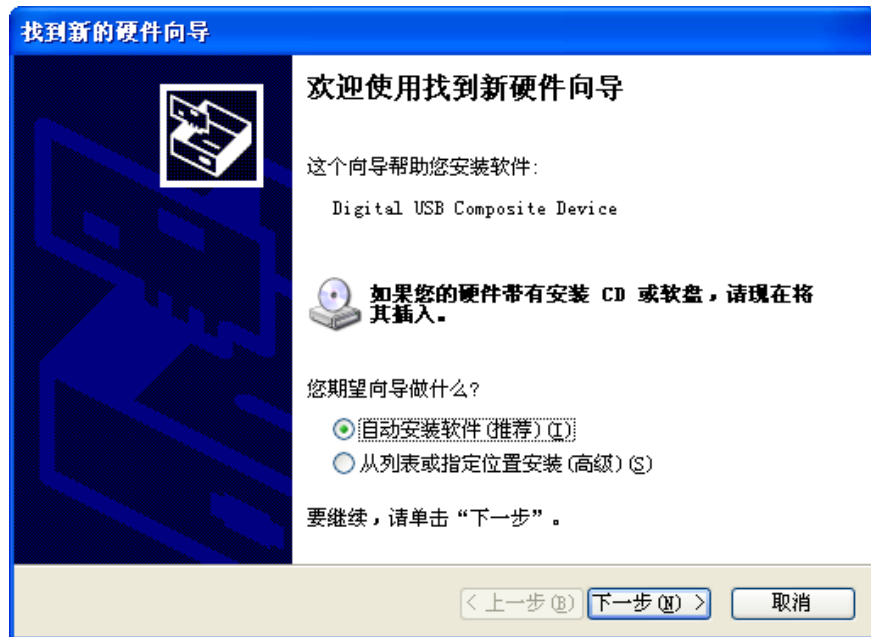 找到新的硬件向导
欢迎使用找到新硬件向导
这个向导帮助您安装软件:
Digital USB Composite Device
如果您的硬件带有安装 CD 或软盘，请现在将
其插入。
您期望向导做什么?
自动安装软件(推荐)(I)
从列表或指定位置安装(高级)(S)
要继续，请单击“下一步”。
< 上一步(B) 下一步(N) > 取消